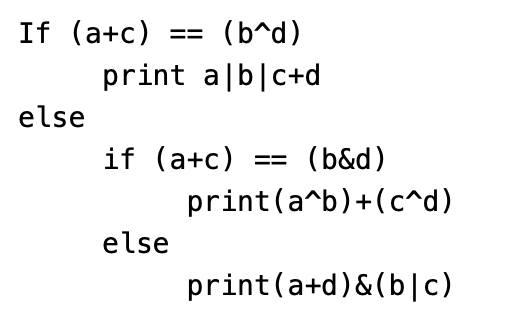 If (a+c) == (b^d)
print a|b|c+d
else
if (a+c) == (b&d)
print(a^b)+(c^d)
else
print(a+d)&(b|c)